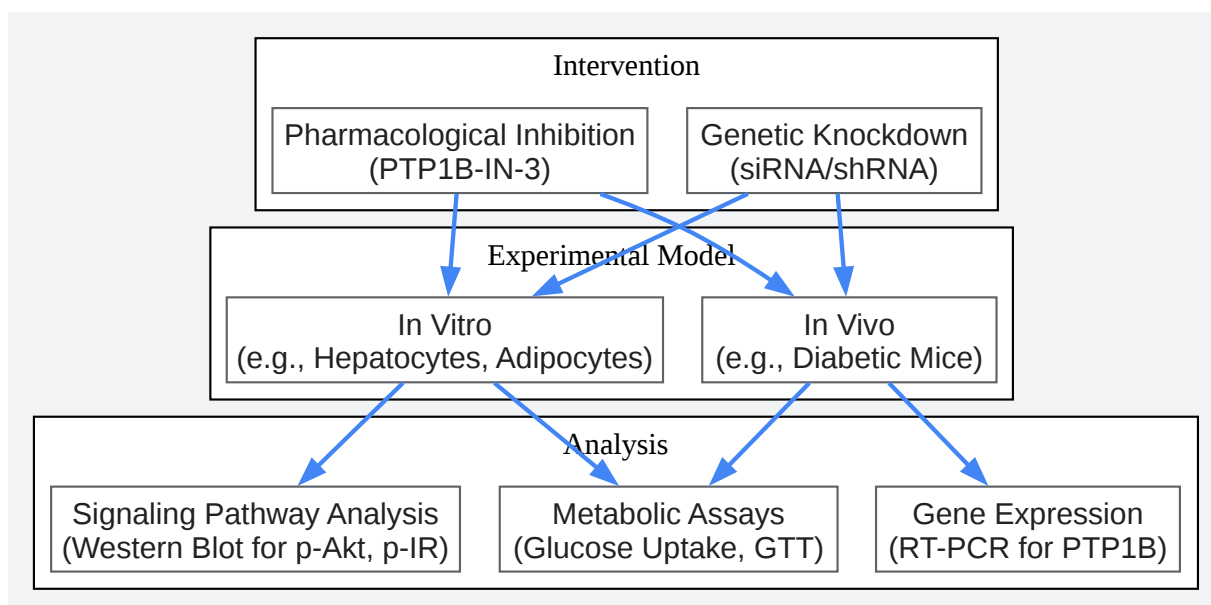 Intervention
Pharmacological Inhibition
(PTP1B-IN-3)
Genetic Knockdown
(siRNA/shRNA)
Experimental Model
In Vitro
(e.g., Hepatocytes, Adipocytes)
In Vivo
(e.g., Diabetic Mice)
Analysis
Signaling Pathway Analysis
(Western Blot for p-Akt, p-IR)
Metabolic Assays
(Glucose Uptake, GTT)
Gene Expression
(RT-PCR for PTP1B)